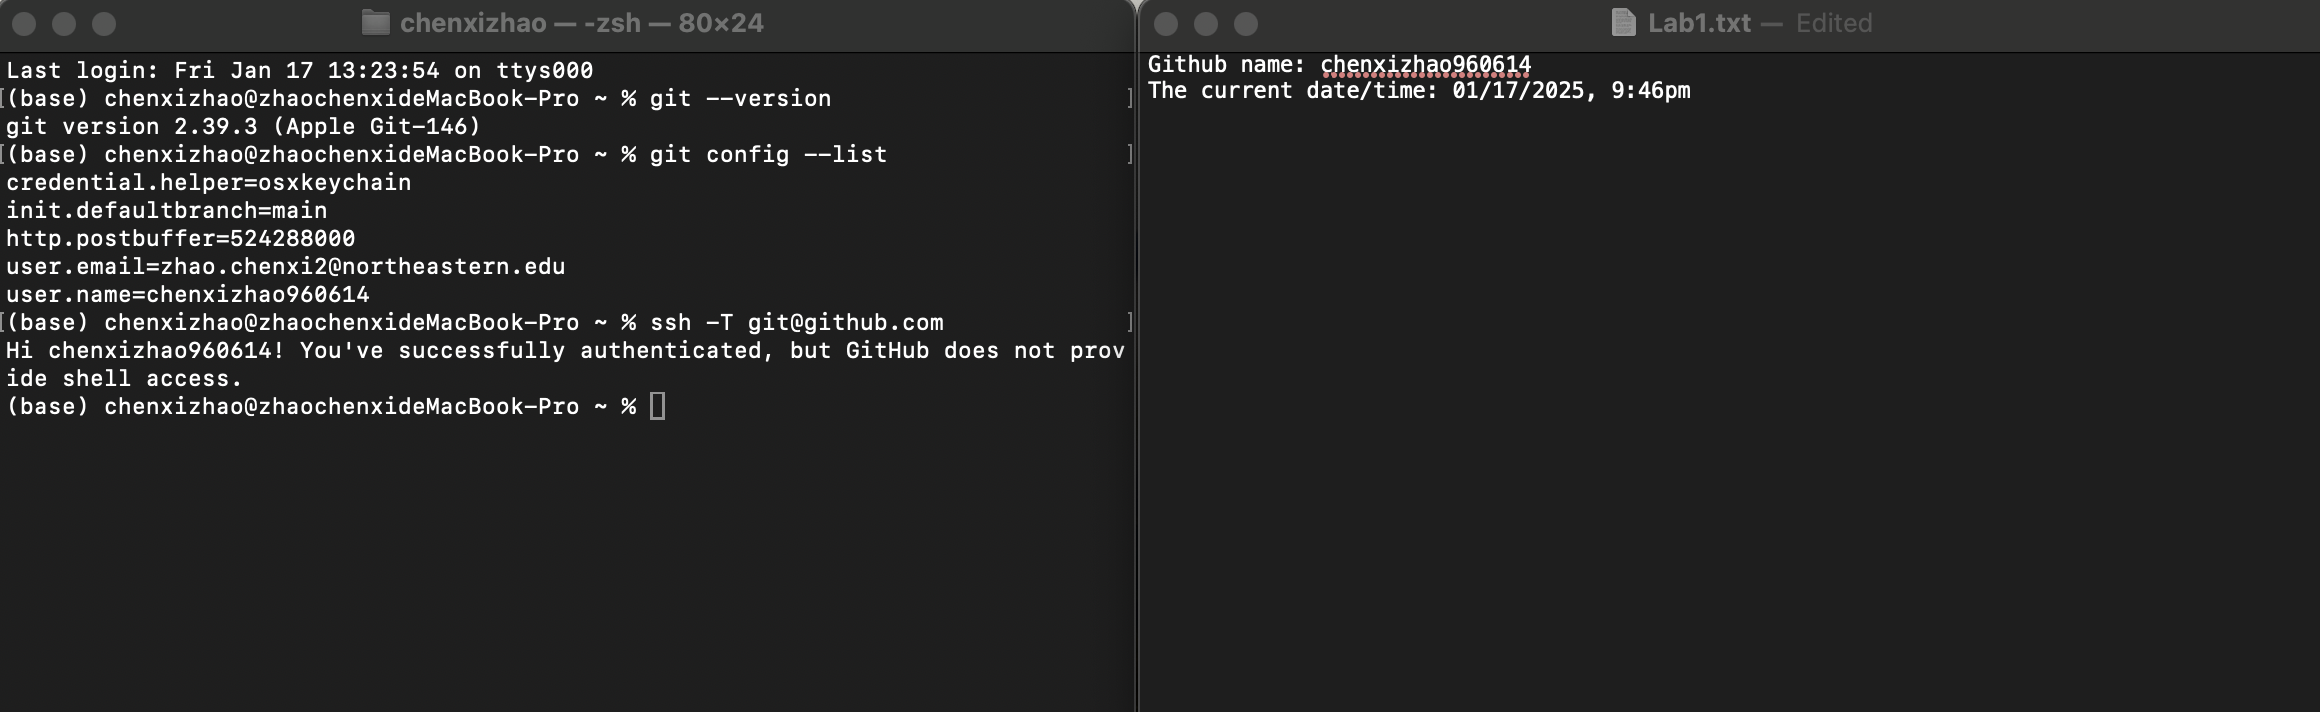 chenxizhao — -zsh — 80×24
Last login: Fri Jan 17 13:23:54 on ttys000
[(base) chenxizhao@zhaochenxideMacBook-Pro ~ % git --version ]
git version 2.39.3 (Apple Git-146)
[(base) chenxizhao@zhaochenxideMacBook-Pro ~ % git config --list ]
credential.helper=osxkeychain
init.defaultbranch=main
http.postbuffer=524288000
user.email=zhao.chenxi2@northeastern.edu
user.name=chenxizhao960614
[(base) chenxizhao@zhaochenxideMacBook-Pro ~ % ssh -T git@github.com ]
Hi chenxizhao960614! You've successfully authenticated, but GitHub does not prov
ide shell access.
(base) chenxizhao@zhaochenxideMacBook-Pro ~ %
Lab1.txt — Edited
Github name: chenxizhao960614
The current date/time: 01/17/2025, 9:46pm